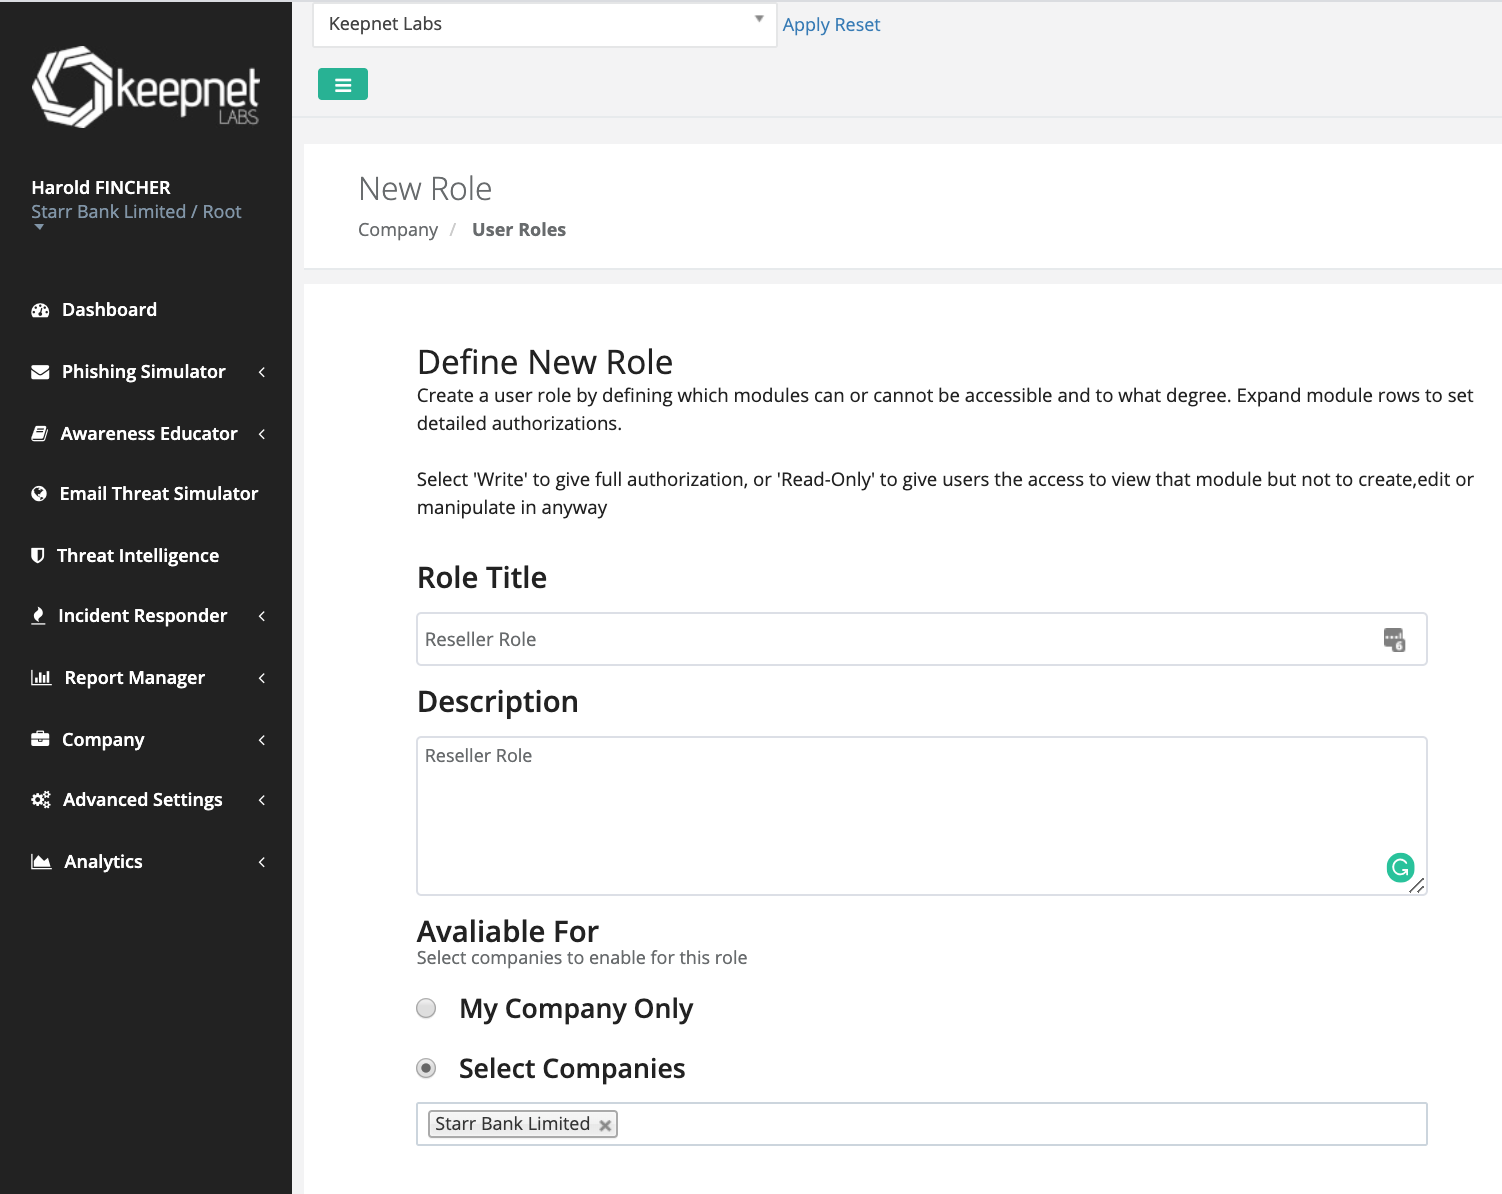 keepnet
LABS
Harold FINCHER
Starr Bank Limited / Root
Dashboard
Phishing Simulator
Awareness Educator
Email Threat Simulator
Threat Intelligence
Incident Responder
Report Manager
Company
Advanced Settings
Analytics
Keepnet Labs
Apply Reset
New Role
Company / User Roles
Define New Role
Create a user role by defining which modules can or cannot be accessible and to what degree. Expand module rows to set
detailed authorizations.
Select 'Write' to give full authorization, or 'Read-Only' to give users the access to view that module but not to create,edit or
manipulate in anyway
Role Title
Reseller Role
6
Description
Reseller Role
G
Avaliable For
Select companies to enable for this role
My Company Only
Select Companies
Starr Bank Limited ×